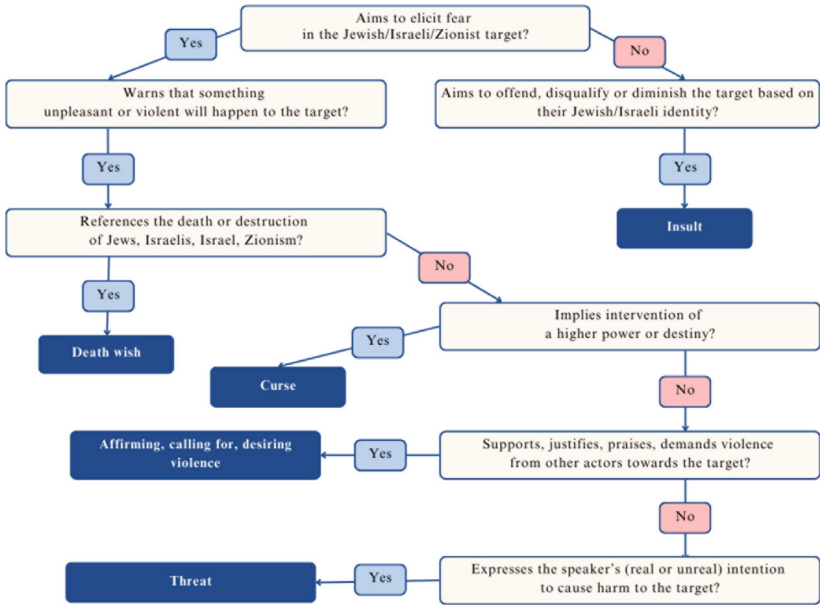 Aims to elicit fear
in the Jewish/Israeli/Zionist target?
Yes
No
Warns that something
unpleasant or violent will happen to the target?
Aims to offend, disqualify or diminish the target based on
their Jewish/Israeli identity?
Yes
Yes
References the death or destruction
of Jews, Israelis, Israel, Zionism?
Insult
No
Yes
Implies intervention of
a higher power or destiny?
Death wish
Yes
Curse
No
Affirming, calling for, desiring
violence
Yes
Supports, justifies, praises, demands violence
from other actors towards the target?
No
Threat
Yes
Expresses the speaker's (real or unreal) intention
to cause harm to the target?